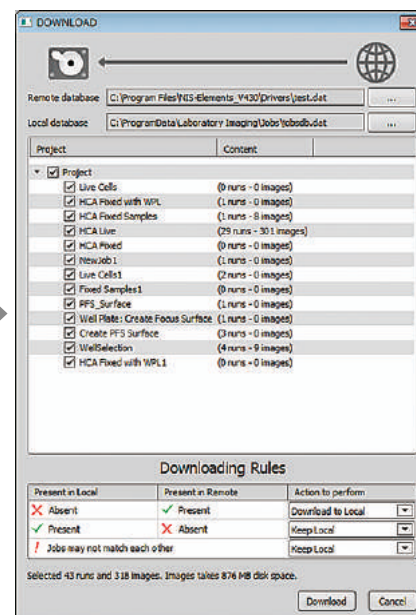 DOWNLOAD
Remote database C:\Program Files\NIS-Elements_V430\Drivers\test.dat ...
Local database C:\ProgramData\Laboratory Imaging\Jobs\jobsdb.dat ...
Project Content
Project
Live Cells (0 runs - 0 images)
HCA Fixed with WPL (1 runs - 0 images)
HCA Fixed Samples (1 runs - 8 images)
HCA Live (29 runs - 301 images)
HCA Fixed (0 runs - 0 images)
NewJob1 (1 runs - 0 images)
Live Cells1 (2 runs - 0 images)
Fixed Samples1 (0 runs - 0 images)
PFS_Surface (1 runs - 0 images)
Well Plate: Create Focus Surface (1 runs - 0 images)
Create PFS Surface (3 runs - 0 images)
WellSelection (4 runs - 9 images)
HCA Fixed with WPL1 (0 runs - 0 images)
Downloading Rules
Present in Local Present in Remote Action to perform
Absent Present Download to Local
Present Absent Keep Local
Jobs may not match each other Keep Local
Selected 43 runs and 318 images. Images takes 876 MB disk space.
Download Cancel